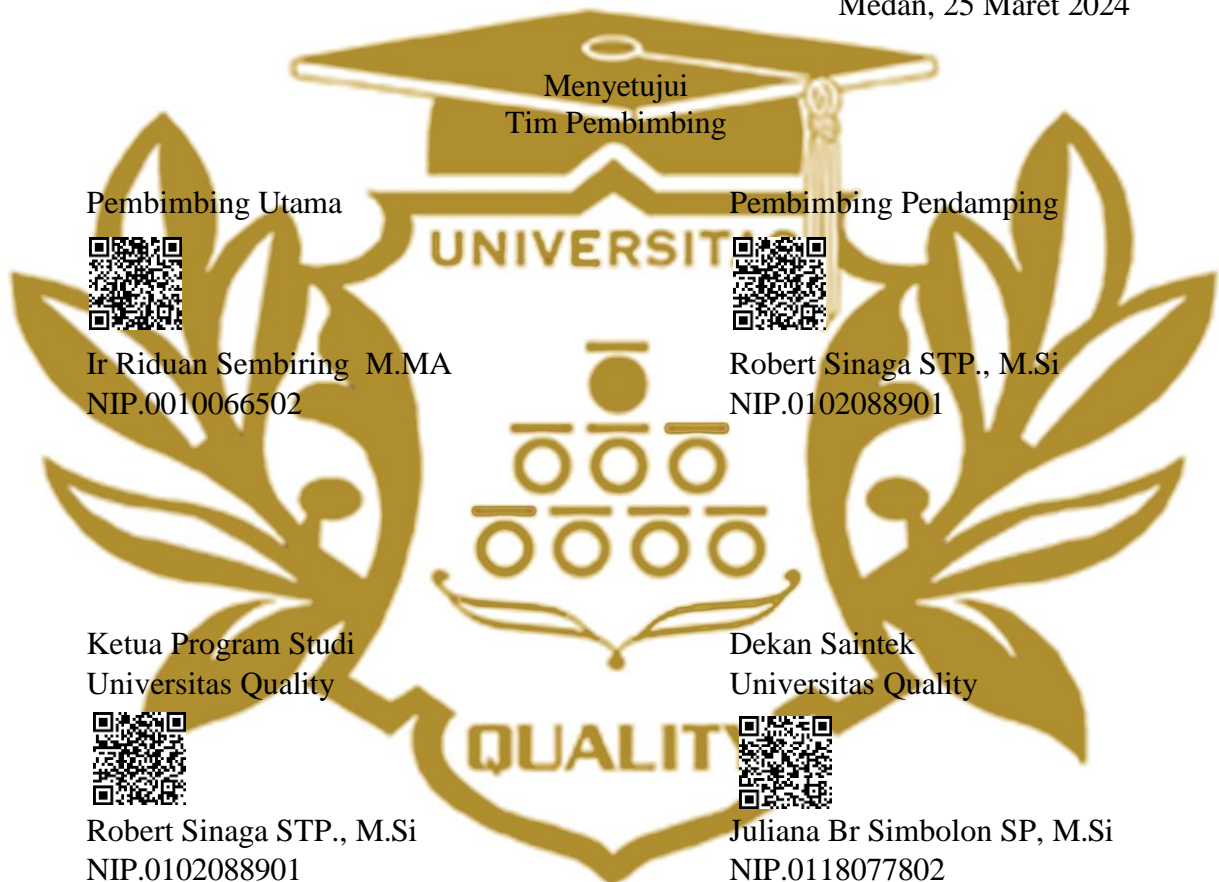 Medan, 25 Maret 2024
Menyetujui
Tim Pembimbing
Pembimbing Utama
Pembimbing Pendamping
UNIVERSITAS
Ir Riduan Sembiring  M.MA
NIP.0010066502
Robert Sinaga STP., M.Si
NIP.0102088901
Ketua Program Studi
Universitas Quality
Dekan Saintek
Universitas Quality
QUALITY
Robert Sinaga STP., M.Si
NIP.0102088901
Juliana Br Simbolon SP, M.Si
NIP.0118077802